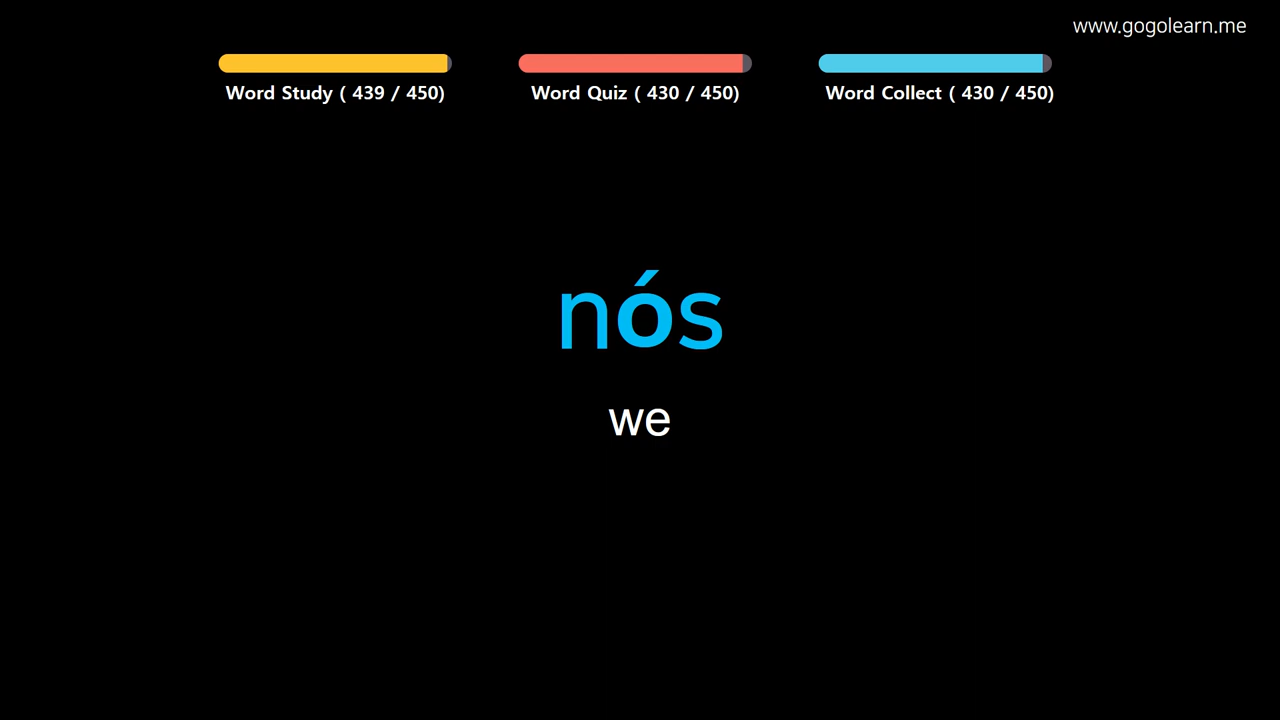 www.gogolearn.me
Word Study ( 439 / 450)
Word Quiz ( 430 / 450)
Word Collect ( 430 / 450)
nós
we